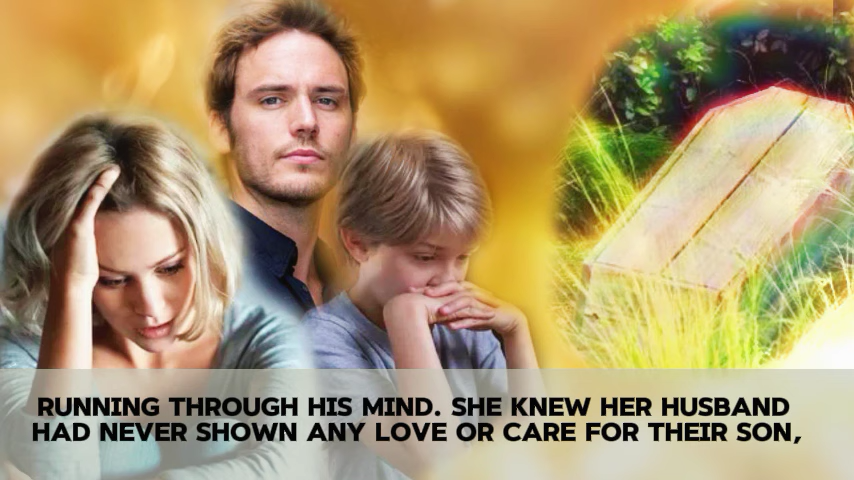 RUNNING THROUGH HIS MIND. SHE KNEW HER HUSBAND
HAD NEVER SHOWN ANY LOVE OR CARE FOR THEIR SON,